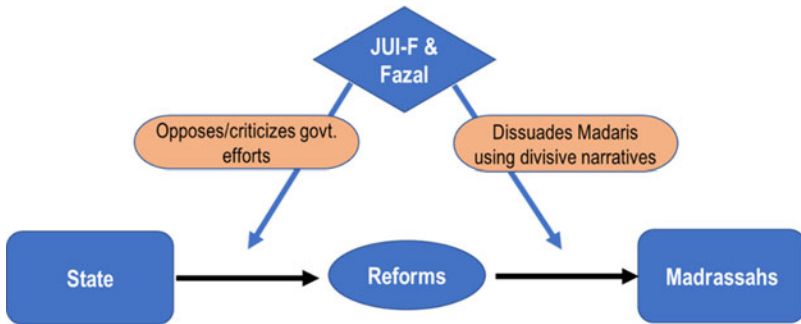 JUI-F &
Fazal
Opposes/criticizes govt.
efforts
Dissuades Madaris
using divisive narratives
State
Reforms
Madrassahs